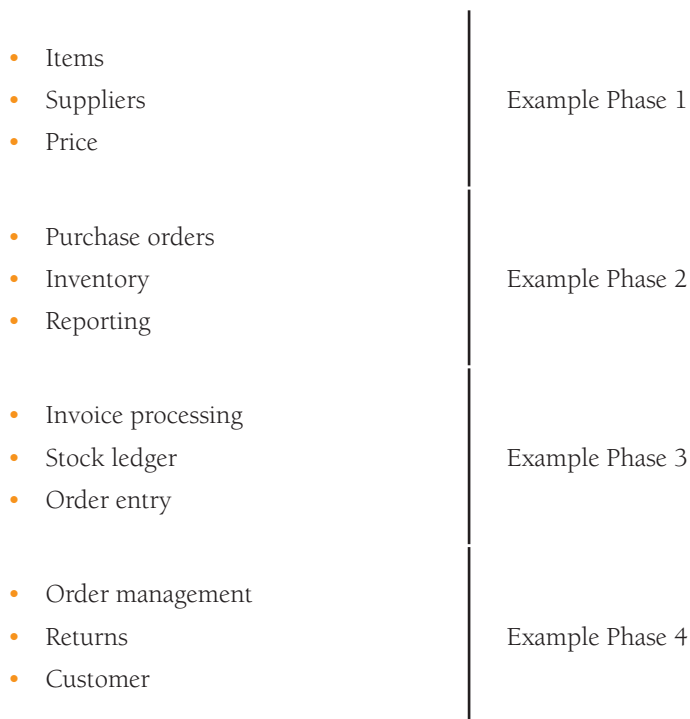 • Items
• Suppliers
Example Phase 1
• Price
• Purchase orders
• Inventory
Example Phase 2
• Reporting
• Invoice processing
• Stock ledger
Example Phase 3
• Order entry
• Order management
• Returns
Example Phase 4
• Customer